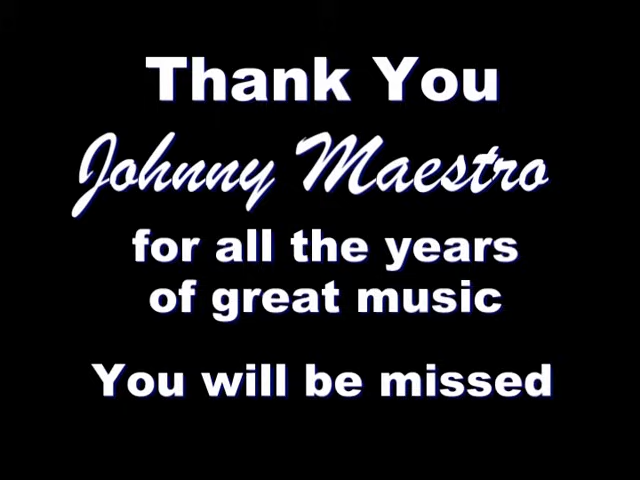 Thank You
Johnny Maestro
for all the years
of great music
You will be missed